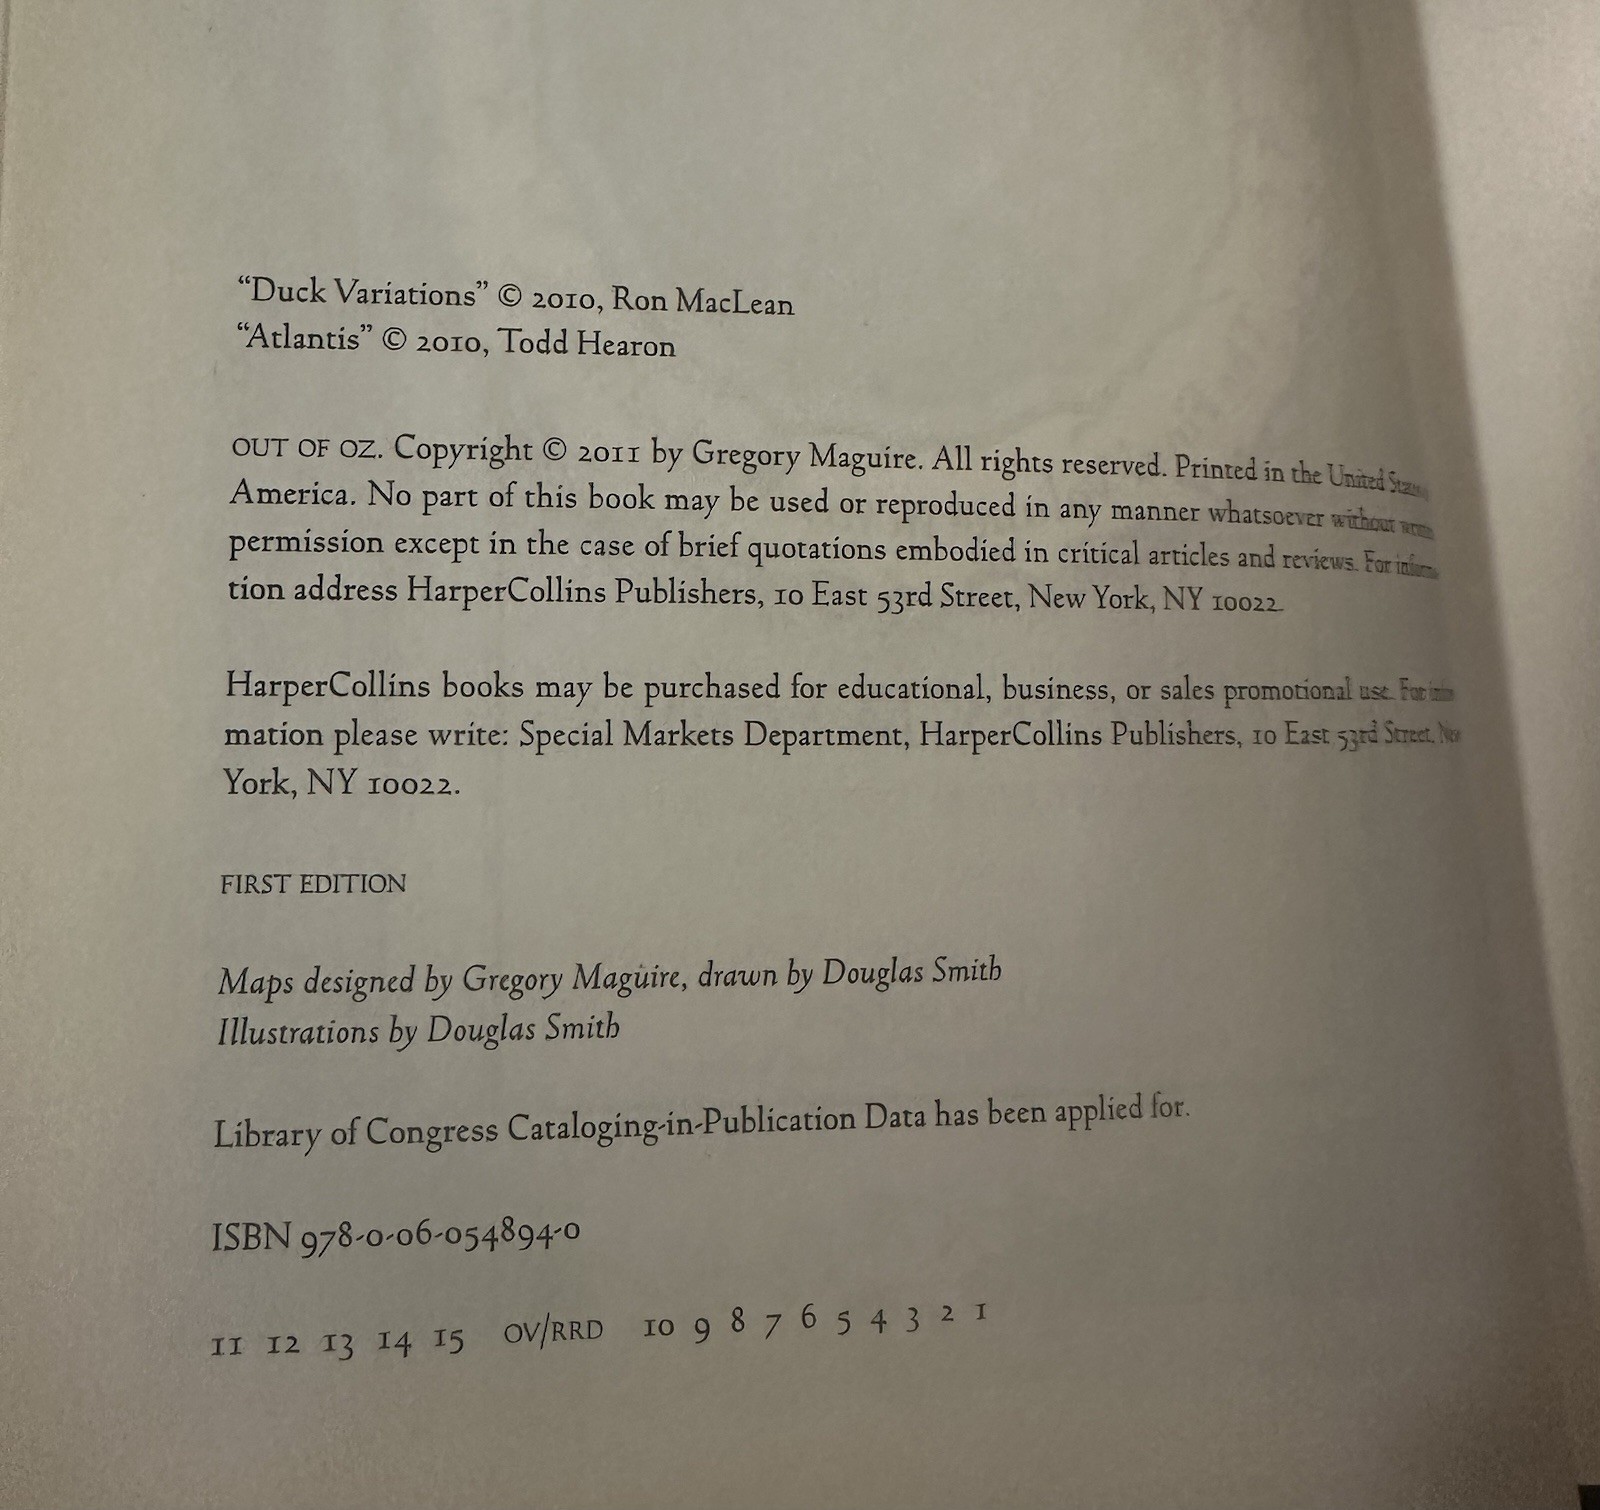 “Duck Variations” © 2010, Ron MacLean
“Atlantis” © 2010, Todd Hearon
OUT OF OZ. Copyright © 2011 by Gregory Maguire. All rights reserved. Printed in the United States
America. No part of this book may be used or reproduced in any manner whatsoever without
permission except in the case of brief quotations embodied in critical articles and reviews. For
tion address HarperCollins Publishers, 10 East 53rd Street, New York, NY 10022.
HarperCollins books may be purchased for educational, business, or sales promotional use. For
mation please write: Special Markets Department, HarperCollins Publishers, 10 East 53rd Street, New
York, NY 10022.
FIRST EDITION
Maps designed by Gregory Maguire, drawn by Douglas Smith
Illustrations by Douglas Smith
Library of Congress Cataloging-in-Publication Data has been applied for.
ISBN 978-0-06-054894-0
11 12 13 14 15 OV/RRD 10 9 8 7 6 5 4 3 2 1